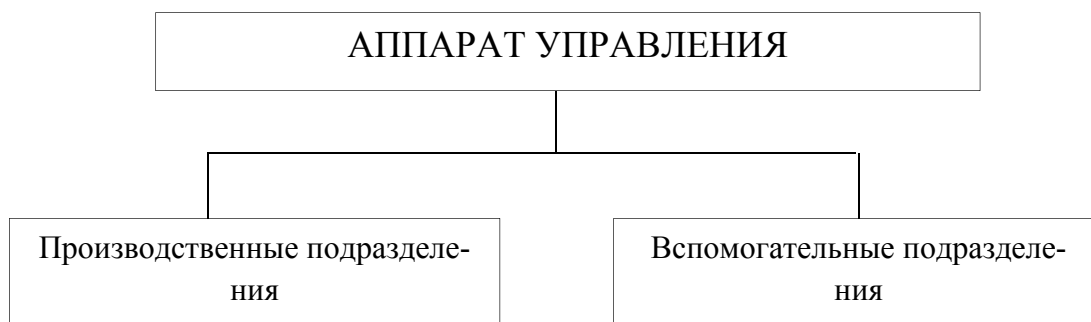 АППАРАТ УПРАВЛЕНИЯ
Производственные подразделе-
ния
Вспомогательные подразделе-
ния